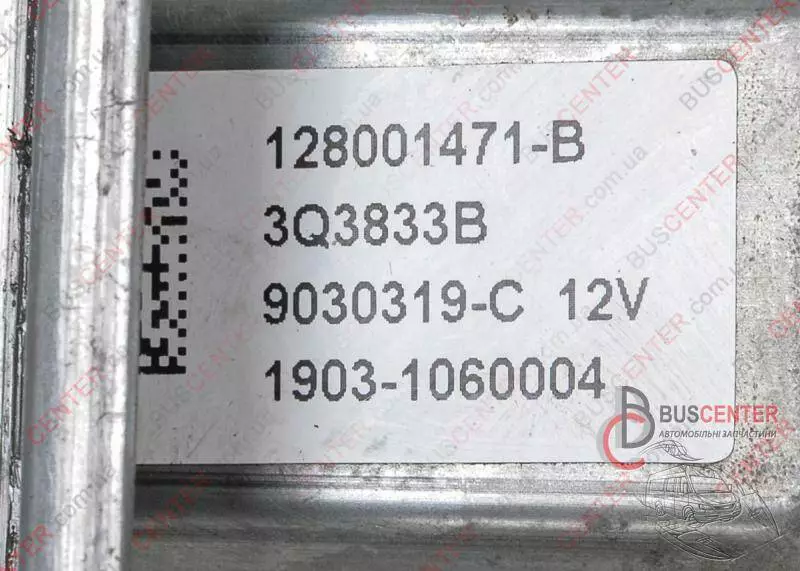 128001471-B
3Q3833B
9030319-C 12V
1903-1060004
BUSCENTER
АВТОМОБІЛЬНІ ЗАПЧАСТИНИ